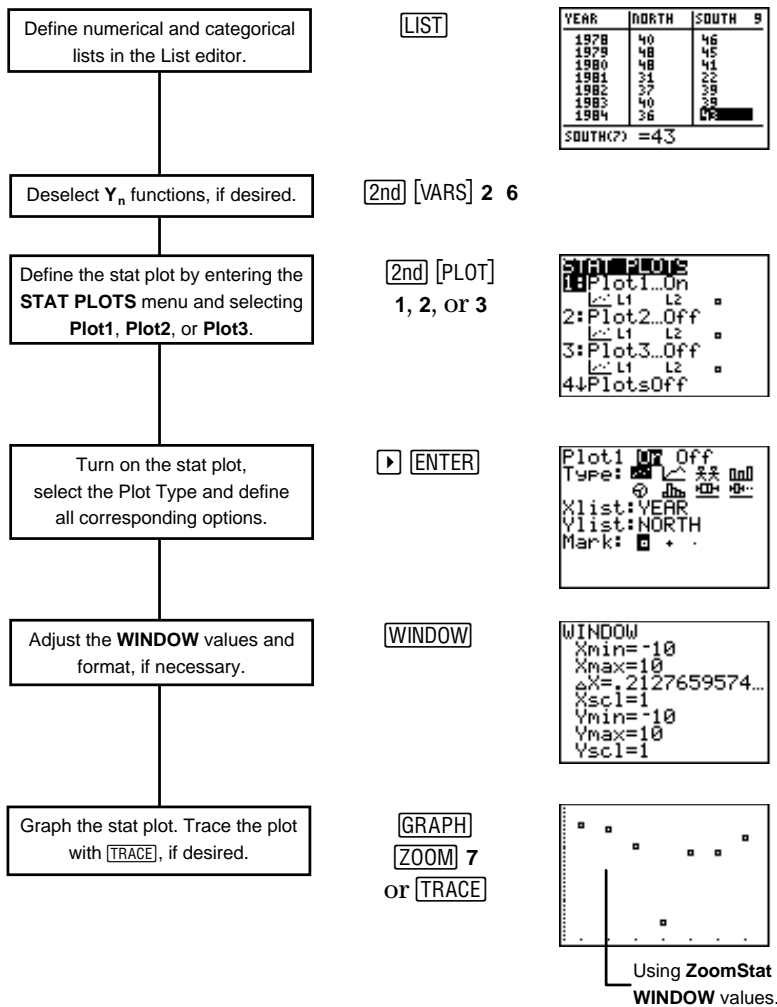 Define numerical and categorical
lists in the List editor.
LIST
YEAR NORTH SOUTH 9
1978 40 46
1979 48 45
1980 48 41
1981 31 22
1982 37 39
1983 40 39
1984 36 43
SOUTH(7) =43
Deselect Yn functions, if desired.
2nd [VARS] 2 6
Define the stat plot by entering the
STAT PLOTS menu and selecting
Plot1, Plot2, or Plot3.
2nd [PLOT]
1, 2, or 3
STAT PLOTS
1:Plot1…On
L1 L2
2:Plot2…Off
L1 L2
3:Plot3…Off
L1 L2
4↓PlotsOff
Turn on the stat plot,
select the Plot Type and define
all corresponding options.
ENTER
Plot1 On Off
Type:
Xlist:YEAR
Ylist:NORTH
Mark:
Adjust the WINDOW values and
format, if necessary.
WINDOW
WINDOW
Xmin=-10
Xmax=10
△X=.2127659574…
Xscl=1
Ymin=-10
Ymax=10
Yscl=1
Graph the stat plot. Trace the plot
with TRACE, if desired.
GRAPH
ZOOM 7
or TRACE
Using ZoomStat
WINDOW values.